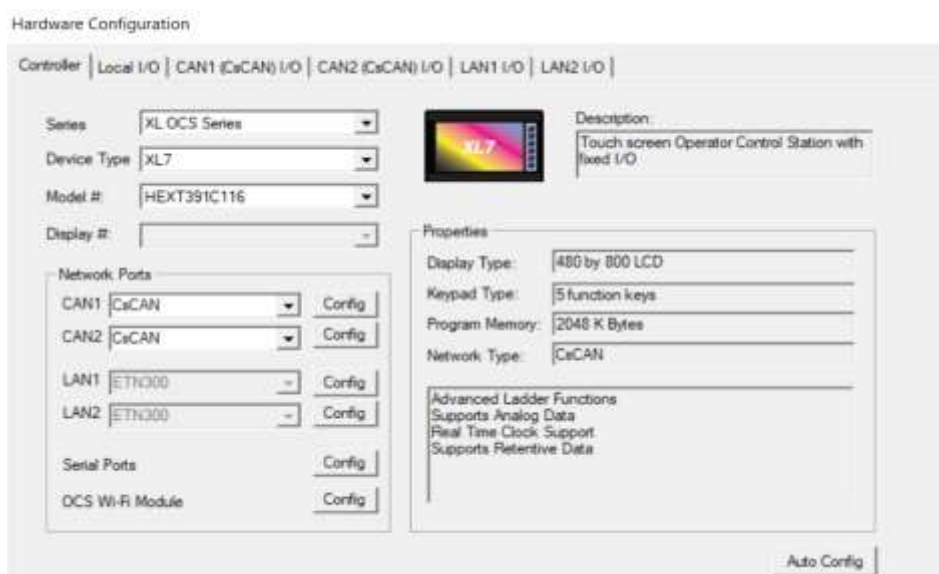 Hardware Configuration
Controller | Local I/O | CAN1 (CsCAN) I/O | CAN2 (CsCAN) I/O | LAN1 I/O | LAN2 I/O
Series XL OCS Series
Device Type XL7
Model #: HEXT391C116
Display #:
Network Ports
CAN1 CsCAN Config
CAN2 CsCAN Config
LAN1 ETN300 Config
LAN2 ETN300 Config
Serial Ports Config
OCS Wi-Fi Module Config
XL7
Description:
Touch screen Operator Control Station with
fixed I/O
Properties
Display Type: 480 by 800 LCD
Keypad Type: 5 function keys
Program Memory: 2048 K Bytes
Network Type: CsCAN
Advanced Ladder Functions
Supports Analog Data
Real Time Clock Support
Supports Retentive Data
Auto Config